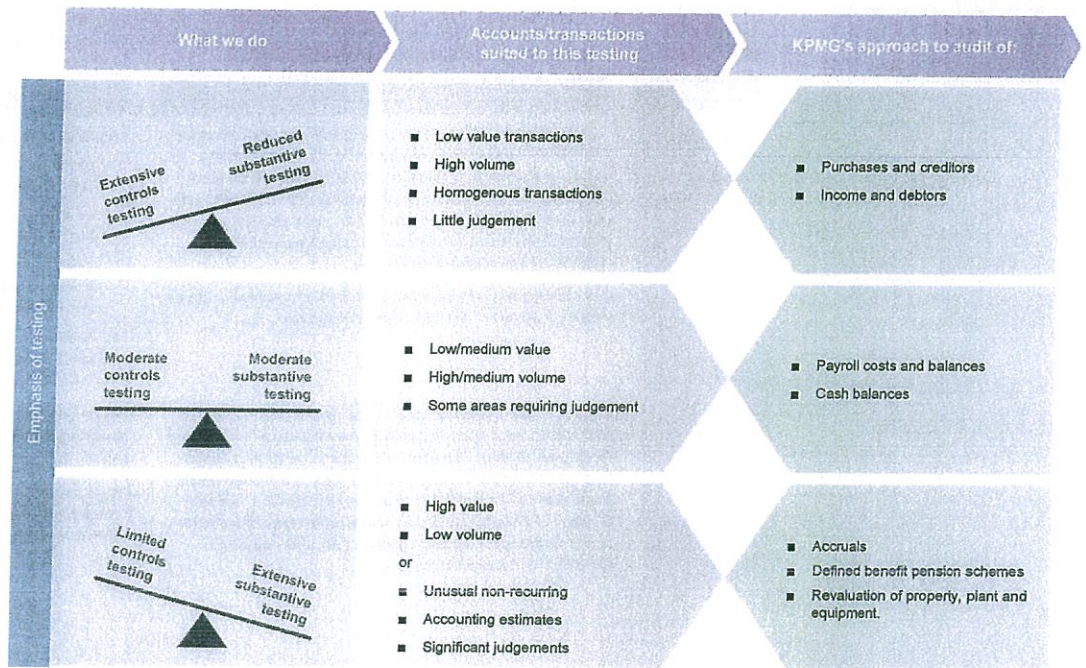 What we do
Accounts/transactions
suited to this testing
KPMG's approach to audit of:
Emphasis of testing
Extensive
controls
testing
Reduced
substantive
testing
■ Low value transactions
■ High volume
■ Homogenous transactions
■ Little judgement
■ Purchases and creditors
■ Income and debtors
Moderate
controls
testing
Moderate
substantive
testing
■ Low/medium value
■ High/medium volume
■ Some areas requiring judgement
■ Payroll costs and balances
■ Cash balances
Limited
controls
testing
Extensive
substantive
testing
■ High value
■ Low volume
or
■ Unusual non-recurring
■ Accounting estimates
■ Significant judgements
■ Accruals
■ Defined benefit pension schemes
■ Revaluation of property, plant and
equipment.